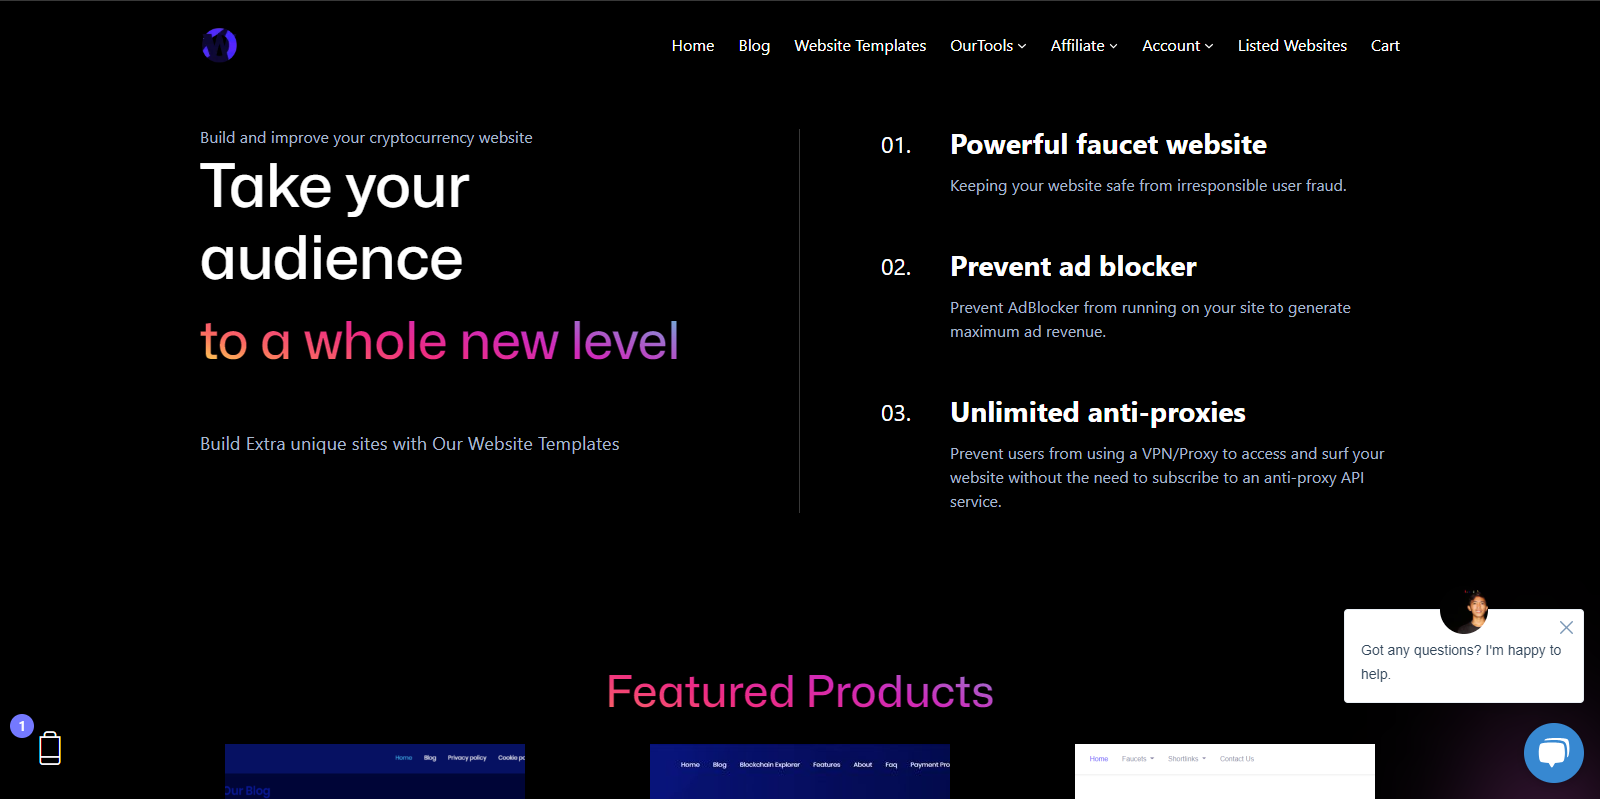 Home Blog Website Templates OurTools Affiliate Account Listed Websites Cart
Build and improve your cryptocurrency website
Take your
audience
to a whole new level
Build Extra unique sites with Our Website Templates
01. Powerful faucet website
Keeping your website safe from irresponsible user fraud.
02. Prevent ad blocker
Prevent AdBlocker from running on your site to generate
maximum ad revenue.
03. Unlimited anti-proxies
Prevent users from using a VPN/Proxy to access and surf your
website without the need to subscribe to an anti-proxy API
service.
Got any questions? I'm happy to
help.
Featured Products
1
Home Blog Privacy policy Cookie po
Our Blog
Home Blog Blockchain Explorer Features About Faq Payment Pro
Home Faucets Shortlinks Contact Us